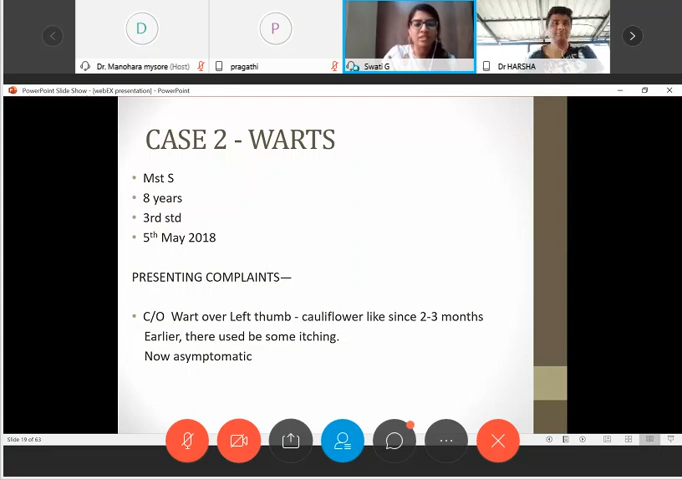 D
P
Dr. Manohara mysore (Host)
pragathi
Swati G
Dr HARSHA
PowerPoint Slide Show - [webEX presentation] - PowerPoint
CASE 2 - WARTS
• Mst S
• 8 years
• 3rd std
• 5th May 2018
PRESENTING COMPLAINTS—
• C/O Wart over Left thumb - cauliflower like since 2-3 months
Earlier, there used be some itching.
Now asymptomatic
Slide 19 of 63